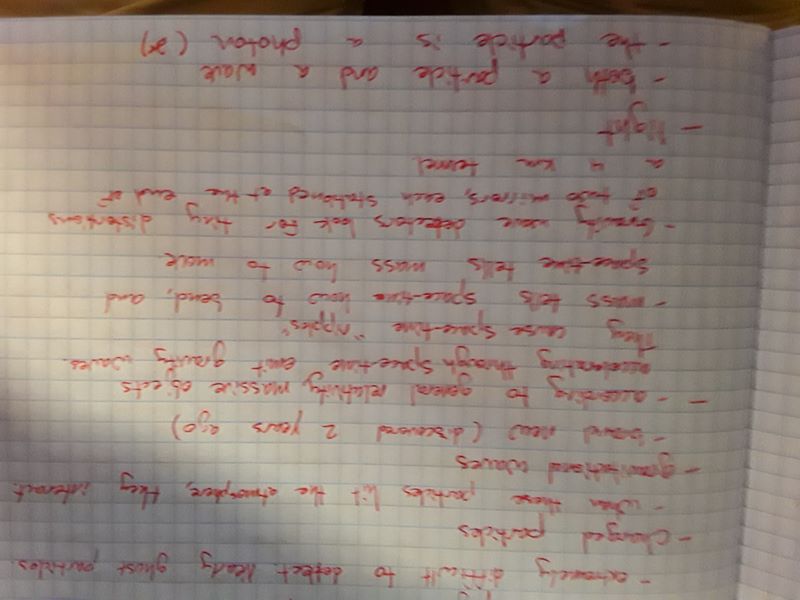 - extremely difficult to detect. Nearly ghost particles.
- Charged particles
- when these particles hit the atmosphere, they interact
- gravitational waves
- brand new (discovered 2 years ago)
- according to general relativity, massive objects
accelerating through space-time emit gravity waves.
They cause space-time "ripples"
- mass tells space-time how to bend, and
space-time tells mass how to move
- Gravity wave detectors look for tiny distortions
of two mirrors, each stationed at the end of
a 4 km tunnel
- light
- both a particle and a wave
- the particle is a photon (γ)